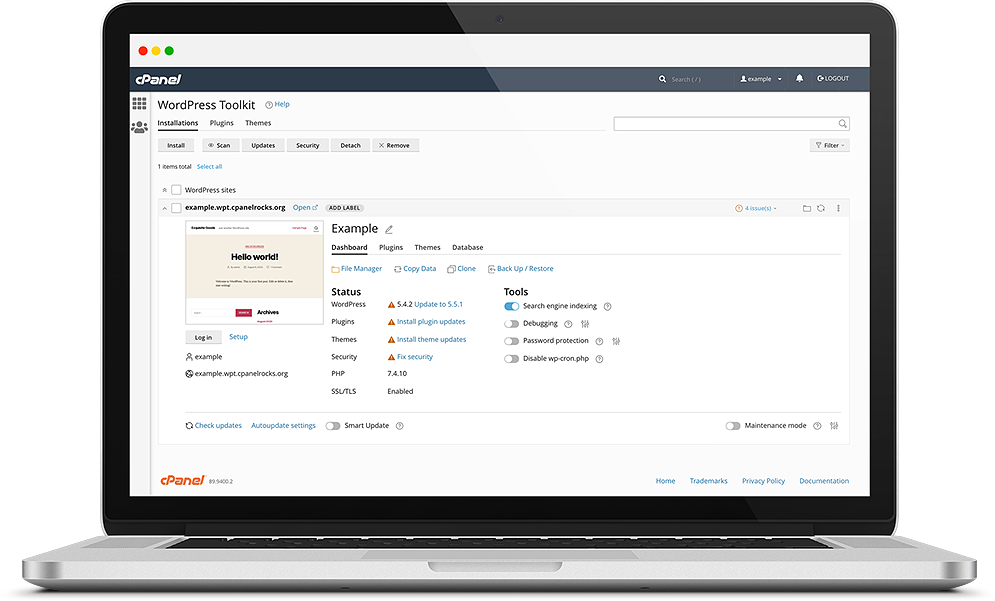 cPanel
Search ( / )
example
LOGOUT
WordPress Toolkit
Help
Installations Plugins Themes
Install Scan Updates Security Detach Remove
Filter
1 items total Select all
WordPress sites
example.wpt.cpanelrocks.org Open ADD LABEL
4 issue(s)
Hello world!
Archives
Log in Setup
example
example.wpt.cpanelrocks.org
Example
Dashboard Plugins Themes Database
File Manager Copy Data Clone Back Up / Restore
Status
WordPress 5.4.2 Update to 5.5.1
Plugins Install plugin updates
Themes Install theme updates
Security Fix security
PHP 7.4.10
SSL/TLS Enabled
Tools
Search engine indexing
Debugging
Password protection
Disable wp-cron.php
Check updates Autoupdate settings Smart Update
Maintenance mode
cPanel 89.9400.2
Home Trademarks Privacy Policy Documentation